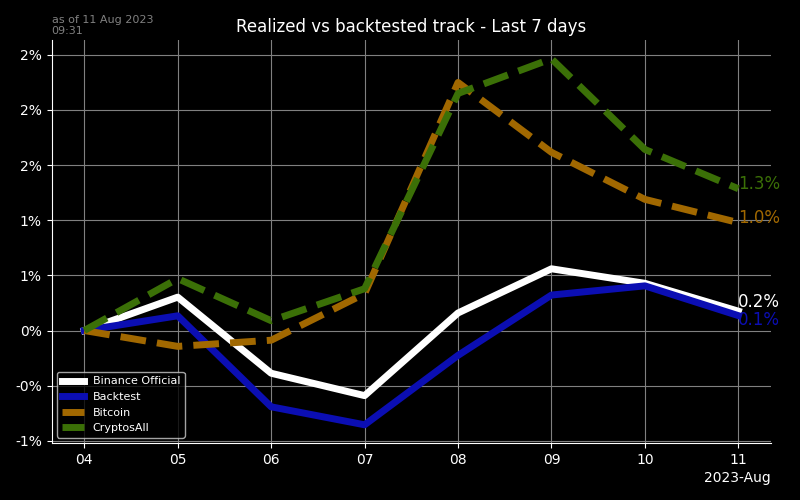 as of 11 Aug 2023
09:31
Realized vs backtested track - Last 7 days
2%
2%
2%
1%
1%
0%
-0%
-1%
1.3%
1.0%
0.2%
0.1%
Binance Official
Backtest
Bitcoin
CryptosAll
04 05 06 07 08 09 10 11
2023-Aug